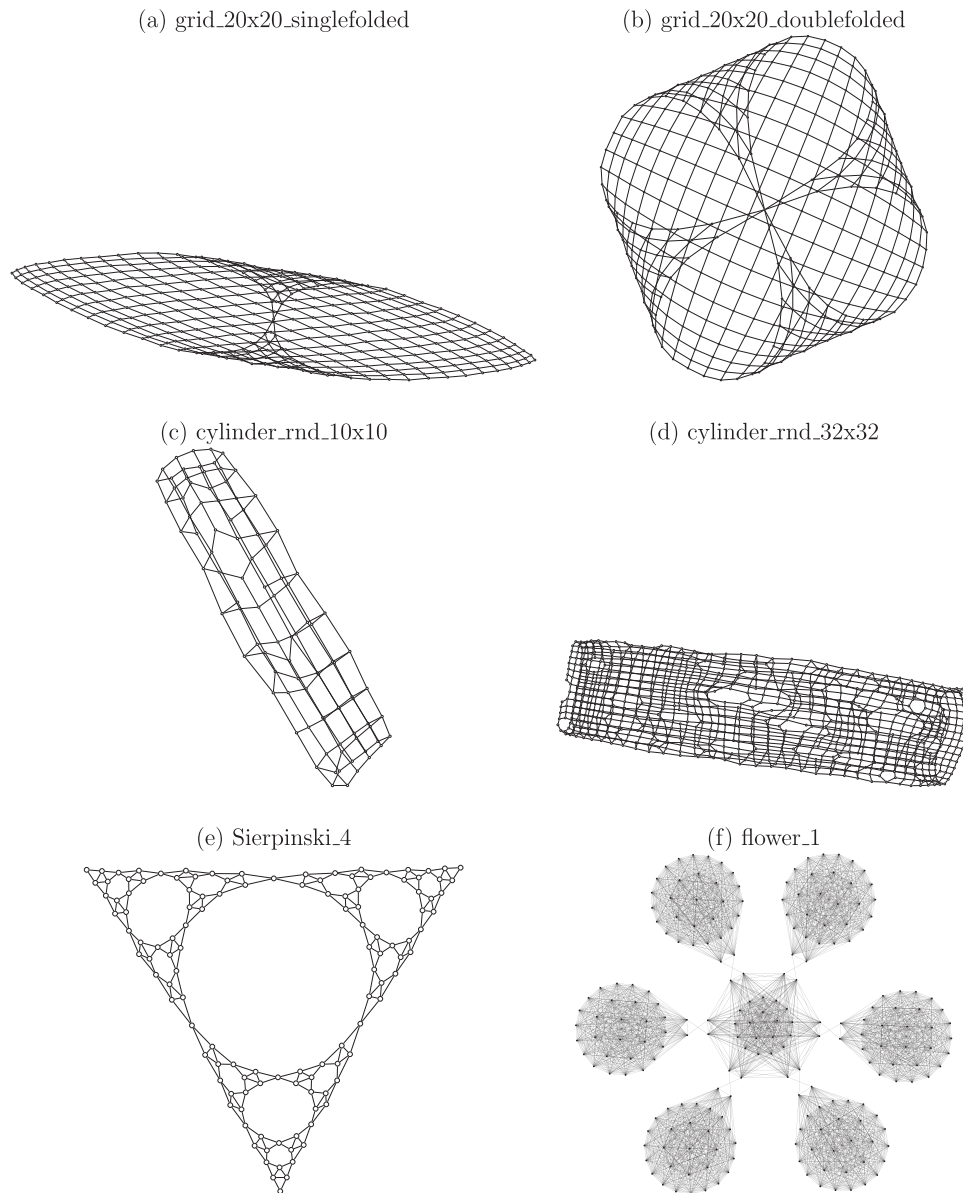 (a) grid_20x20_singlefolded
(b) grid_20x20_doublefolded
(c) cylinder_rnd_10x10
(d) cylinder_rnd_32x32
(e) Sierpinski_4
(f) flower_1